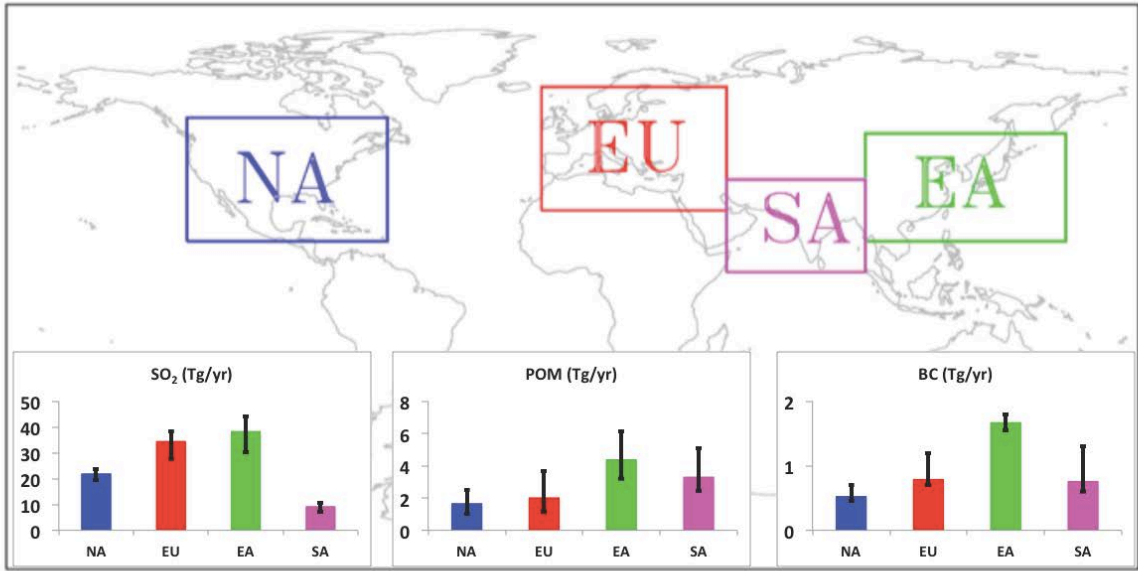 NA
EU
SA
EA
SO₂ (Tg/yr)
50
40
30
20
10
0
NA EU EA SA
POM (Tg/yr)
8
6
4
2
0
NA EU EA SA
BC (Tg/yr)
2
1
0
NA EU EA SA